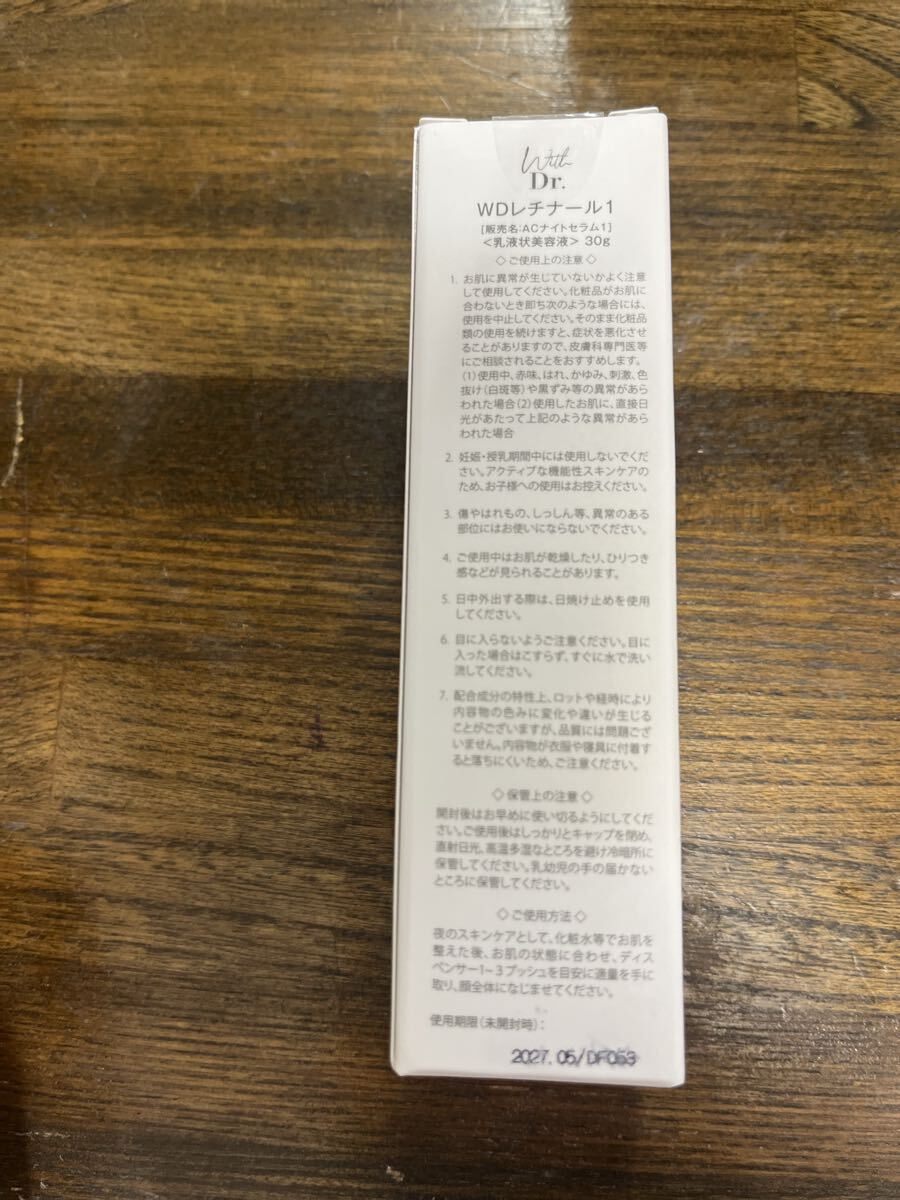 With
Dr.
WDレチナール1
[販売名:ACナイトセラム1]
<乳液状美容液> 30g
◇ご使用上の注意◇
1. お肌に異常が生じていないかよく注意
して使用してください。化粧品がお肌に
合わないとき即ち次のような場合には、
使用を中止してください。そのまま化粧品
類の使用を続けますと、症状を悪化させ
ることがありますので、皮膚科専門医等
にご相談されることをおすすめします。
(1)使用中、赤味、はれ、かゆみ、刺激、色
抜け(白斑等)や黒ずみ等の異常があら
われた場合(2)使用したお肌に、直接日
光があたって上記のような異常があら
われた場合
2. 妊娠・授乳期間中には使用しないでくだ
さい。アクティブな機能性スキンケアの
ため、お子様への使用はお控えください。
3. 傷やはれもの、しっしん等、異常のある
部位にはお使いにならないでください。
4. ご使用中はお肌が乾燥したり、ひりつき
感などが見られることがあります。
5. 日中外出する際は、日焼け止めを使用
してください。
6. 目に入らないようご注意ください。目に
入った場合はこすらず、すぐに水で洗い
流してください。
7. 配合成分の特性上、ロットや経時により
内容物の色みに変化や違いが生じる
ことがございますが、品質には問題ござ
いません。内容物が衣服や寝具に付着す
ると落ちにくいため、ご注意ください。
◇保管上の注意◇
開封後はお早めに使い切るようにしてくだ
さい。ご使用後はしっかりとキャップを閉め、
直射日光、高温多湿なところを避け冷暗所に
保管してください。乳幼児の手の届かない
ところに保管してください。
◇ご使用方法◇
夜のスキンケアとして、化粧水等でお肌を
整えた後、お肌の状態に合わせ、ディス
ペンサー1~3プッシュを目安に適量を手に
取り、顔全体になじませてください。
使用期限(未開封時):
2027.05/DF053